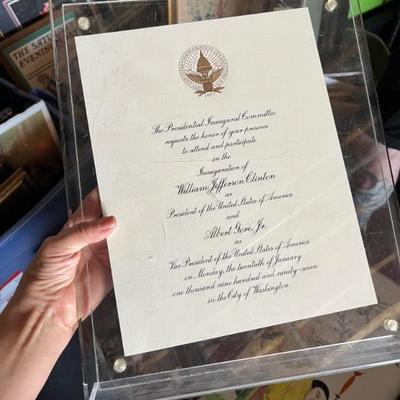 THE SATURDAY
EVENING
The Presidential Inaugural Committee
requests the honor of your presence
to attend and participate
in the
Inauguration of
William Jefferson Clinton
as
President of the United States of America
and
Albert Gore, Jr.
as
Vice President of the United States of America
on Monday, the twentieth of January
one thousand nine hundred and ninety-seven
in the City of Washington